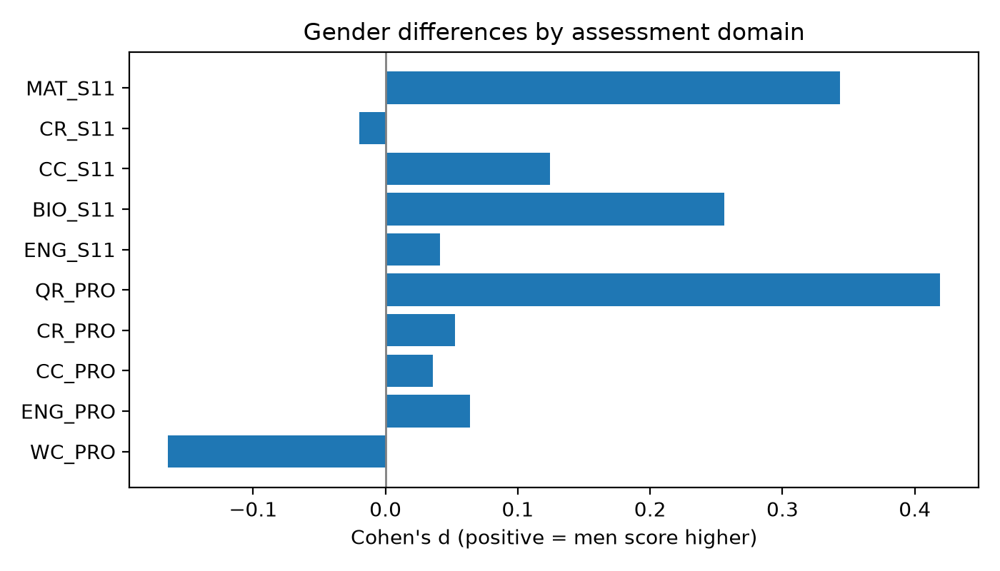 Gender differences by assessment domain
MAT_S11
CR_S11
CC_S11
BIO_S11
ENG_S11
QR_PRO
CR_PRO
CC_PRO
ENG_PRO
WC_PRO
−0.1 0.0 0.1 0.2 0.3 0.4
Cohen's d (positive = men score higher)